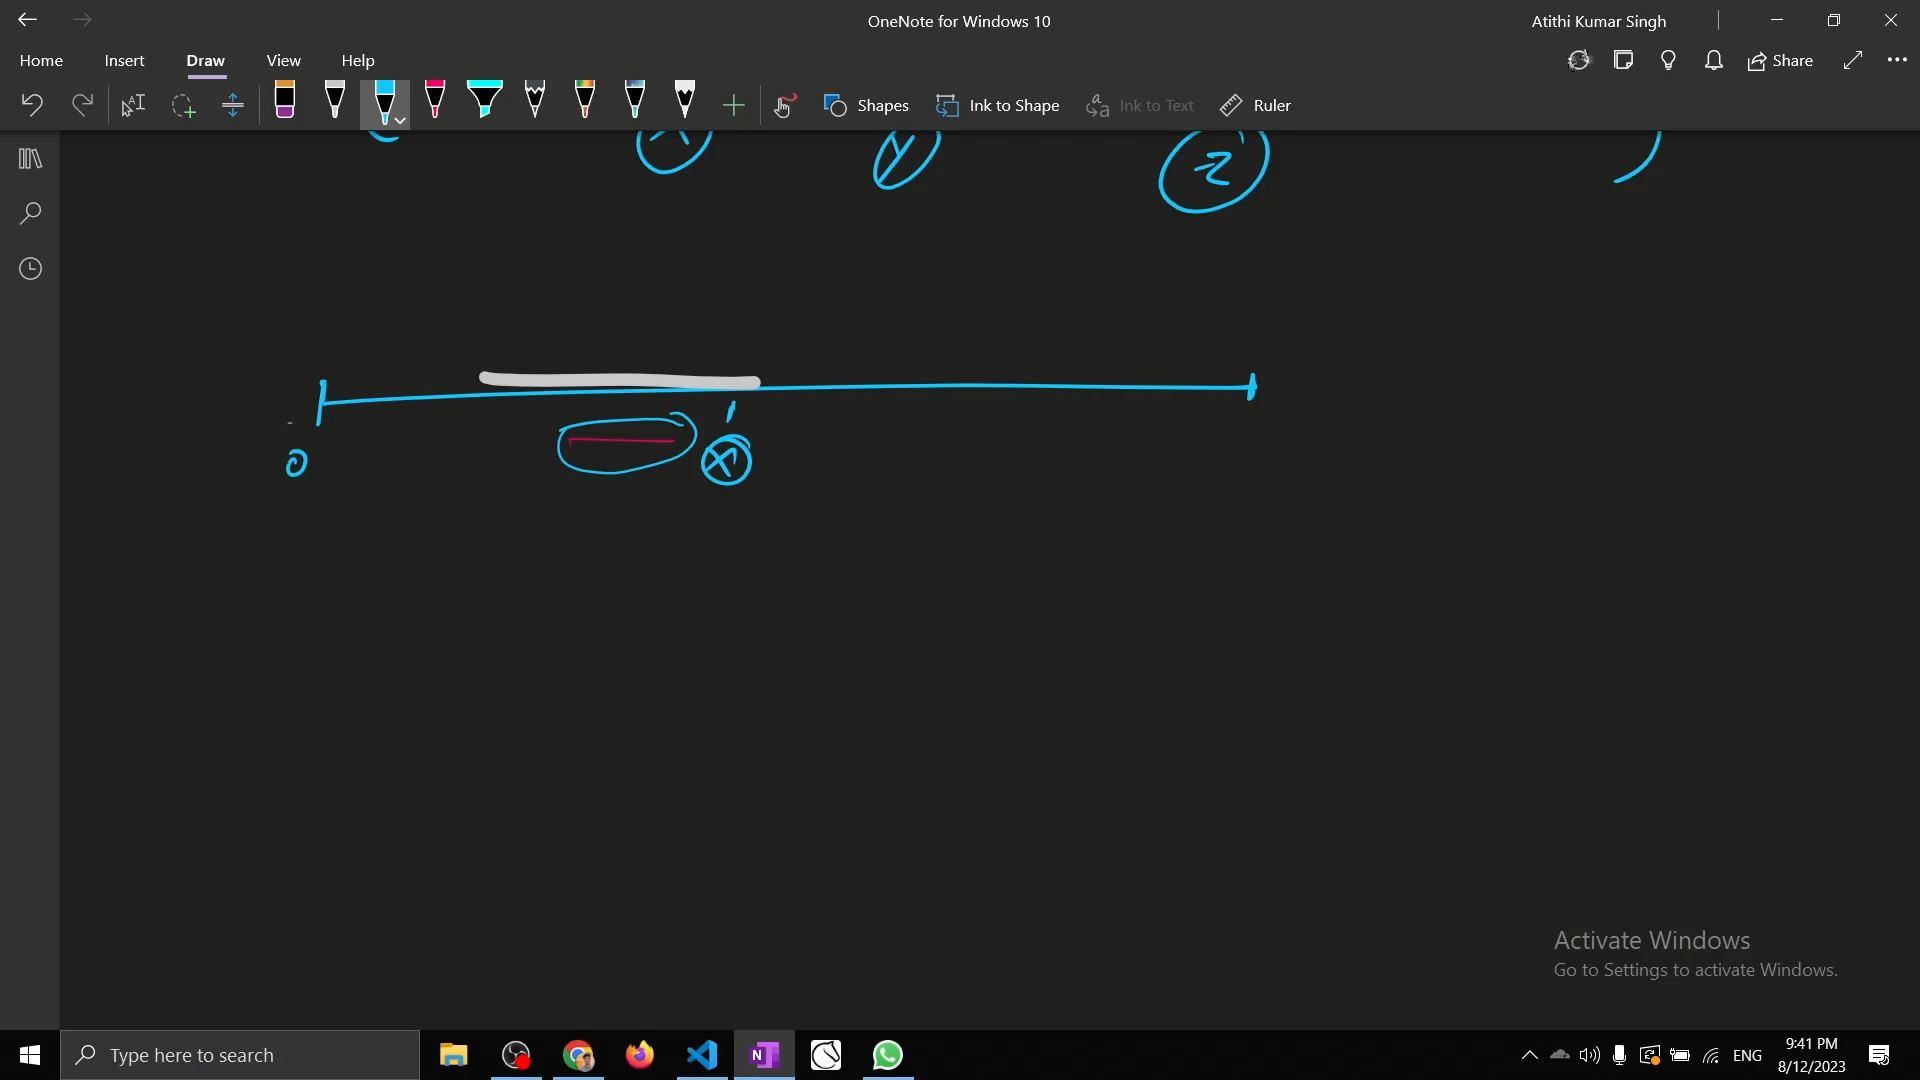 OneNote for Windows 10
Atithi Kumar Singh
Home Insert Draw View Help
Share
Shapes Ink to Shape Ink to Text Ruler
X Y Z
0 X
Activate Windows
Go to Settings to activate Windows.
Type here to search
ENG
9:41 PM
8/12/2023